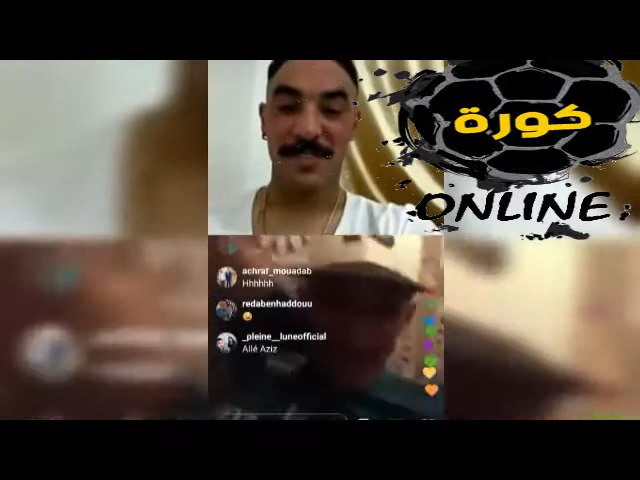 كورة
ONLINE
achraf_mouadab
Hhhhhh
redabenhaddouu
_pleine__luneofficial
Allé Aziz